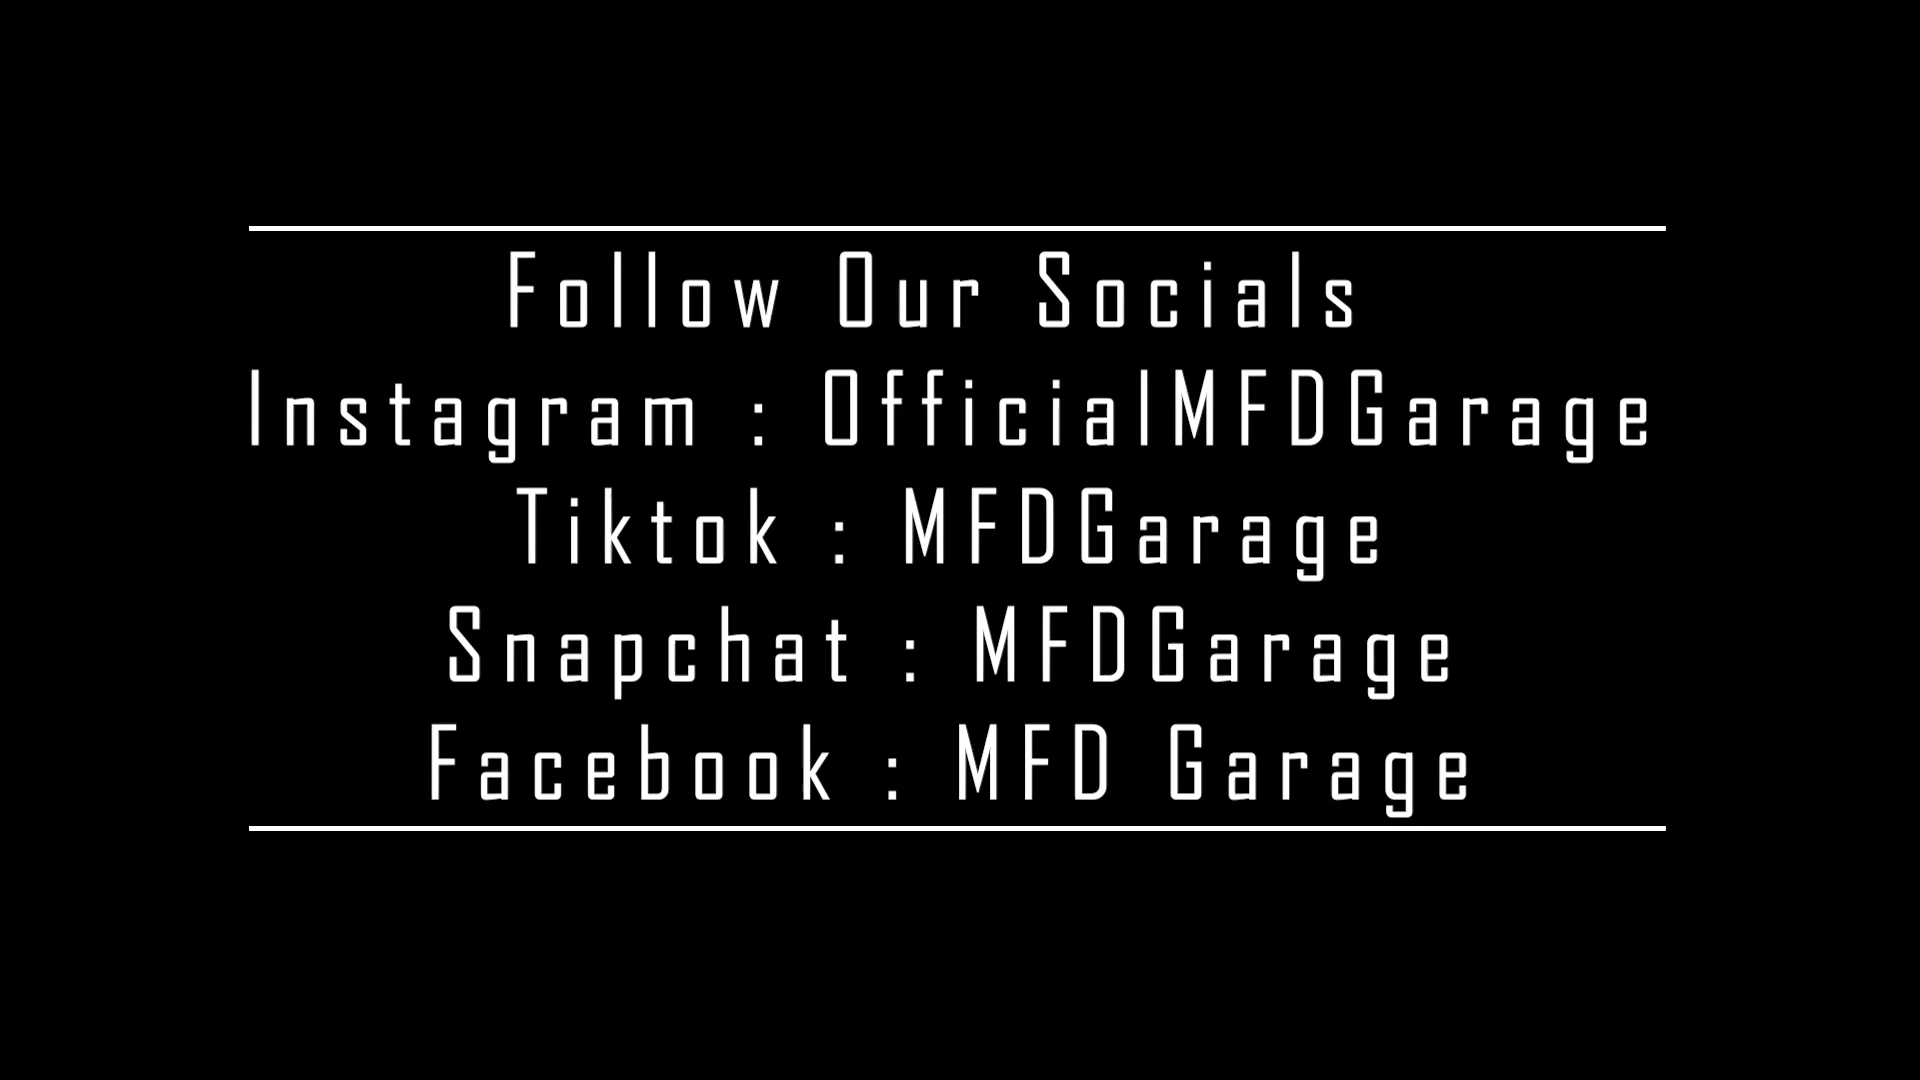 Follow Our Socials
Instagram : OfficialMFDGarage
Tiktok : MFDGarage
Snapchat : MFDGarage
Facebook : MFD Garage